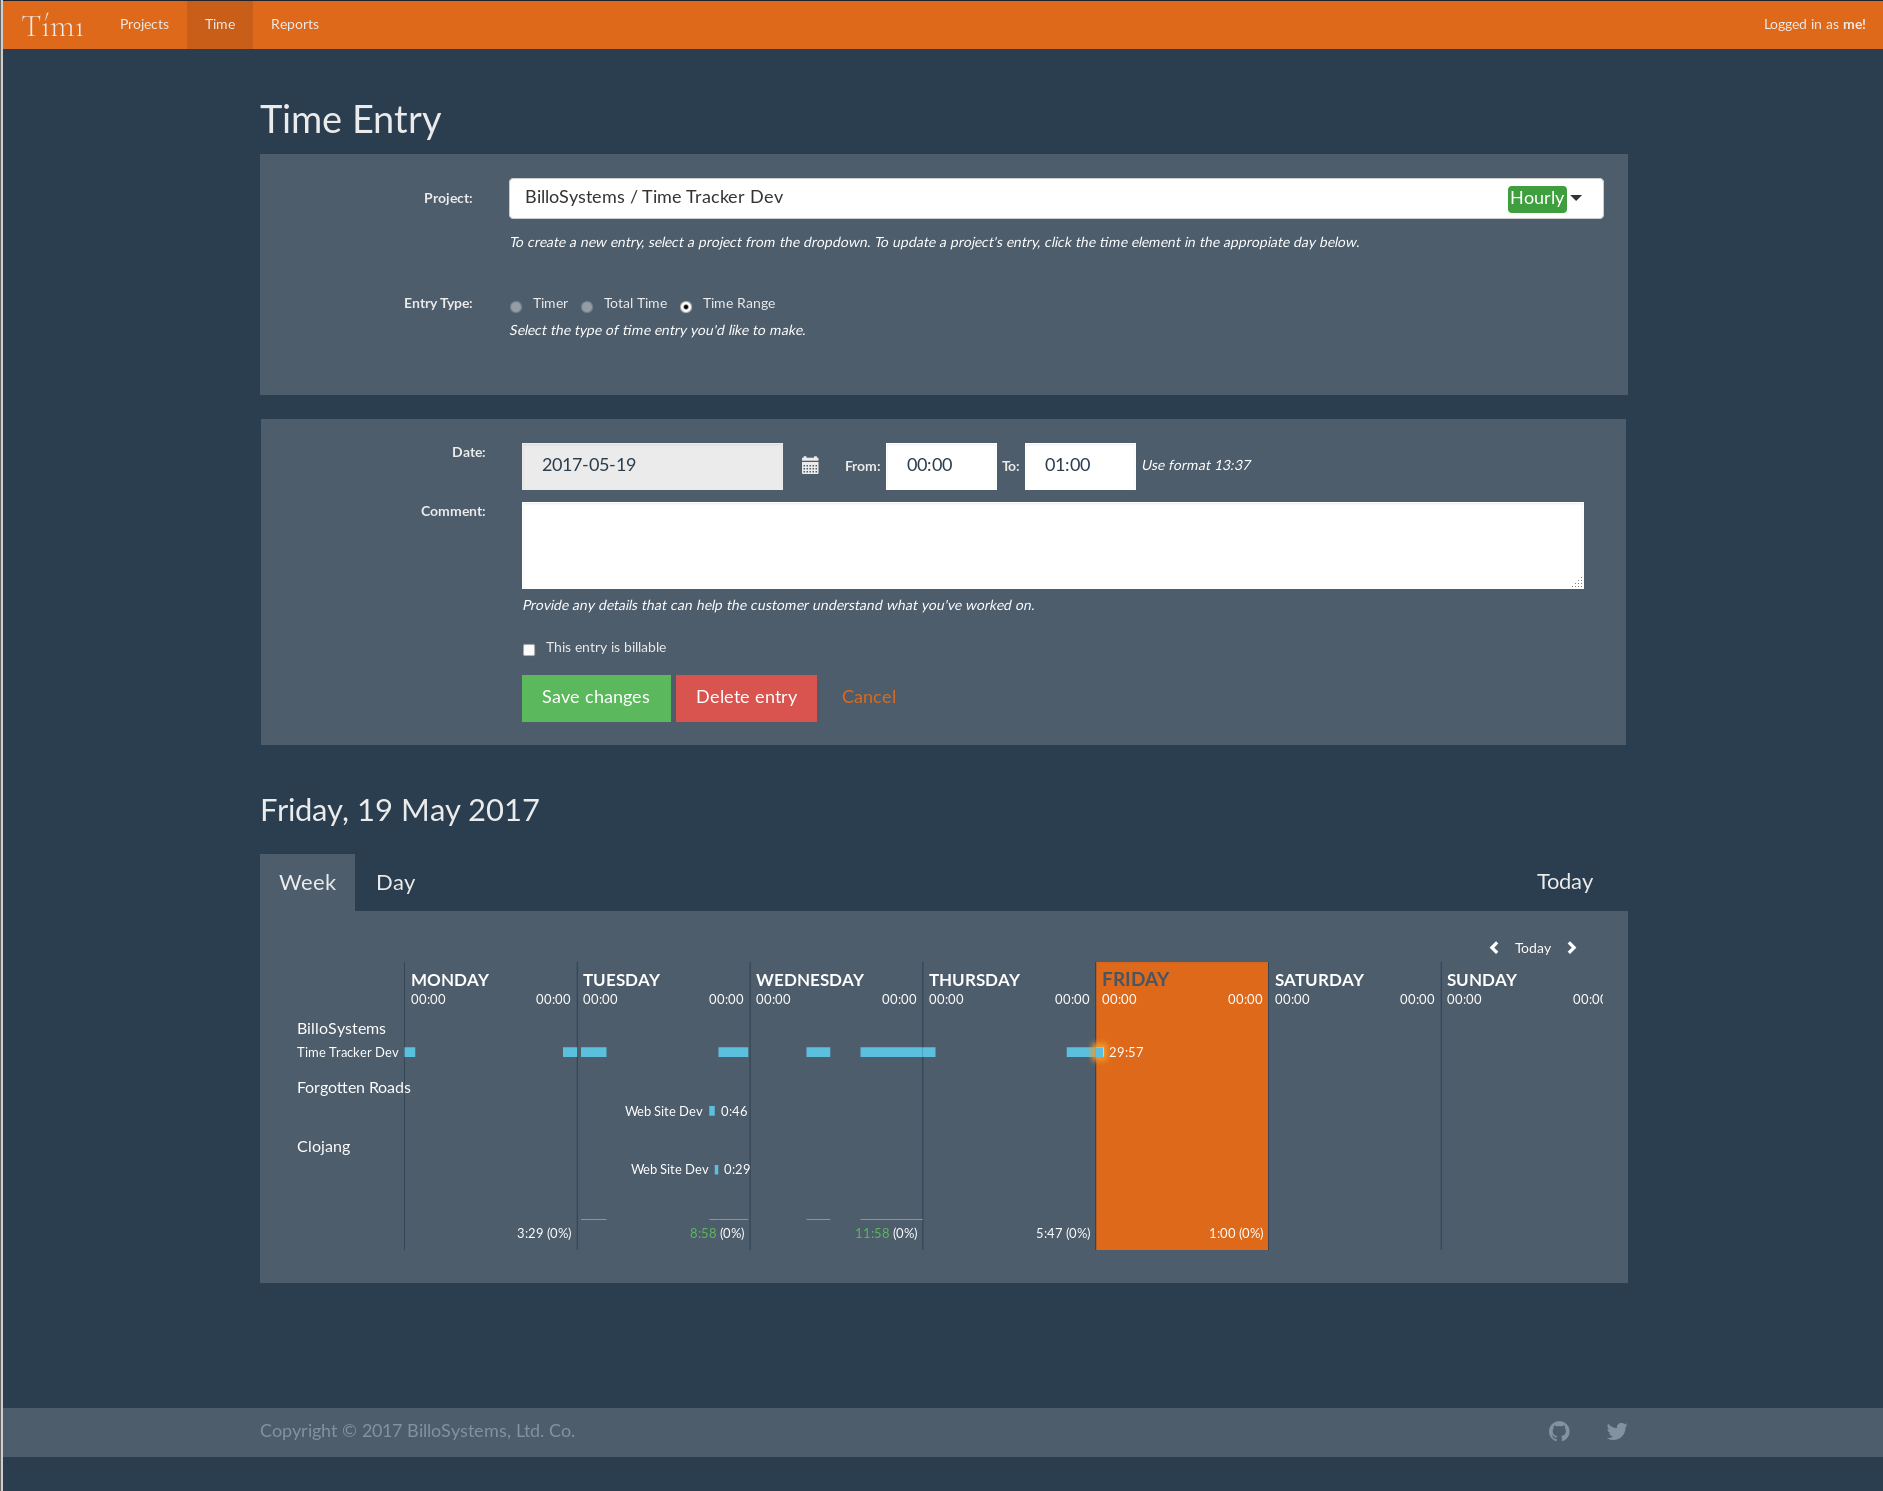 Tímı Projects Time Reports Logged in as me!
Time Entry
Project: BilloSystems / Time Tracker Dev Hourly
To create a new entry, select a project from the dropdown. To update a project's entry, click the time element in the appropiate day below.
Entry Type: Timer Total Time Time Range
Select the type of time entry you'd like to make.
Date: 2017-05-19 From: 00:00 To: 01:00 Use format 13:37
Comment:
Provide any details that can help the customer understand what you've worked on.
This entry is billable
Save changes Delete entry Cancel
Friday, 19 May 2017
Week Day Today
Today
MONDAY TUESDAY WEDNESDAY THURSDAY FRIDAY SATURDAY SUNDAY
00:00 00:00 00:00 00:00 00:00 00:00 00:00 00:00 00:00 00:00 00:00 00:00 00:00 00:00
BilloSystems
Time Tracker Dev 29:57
Forgotten Roads
Web Site Dev 0:46
Clojang
Web Site Dev 0:29
3:29 (0%) 8:58 (0%) 11:58 (0%) 5:47 (0%) 1:00 (0%)
Copyright © 2017 BilloSystems, Ltd. Co.